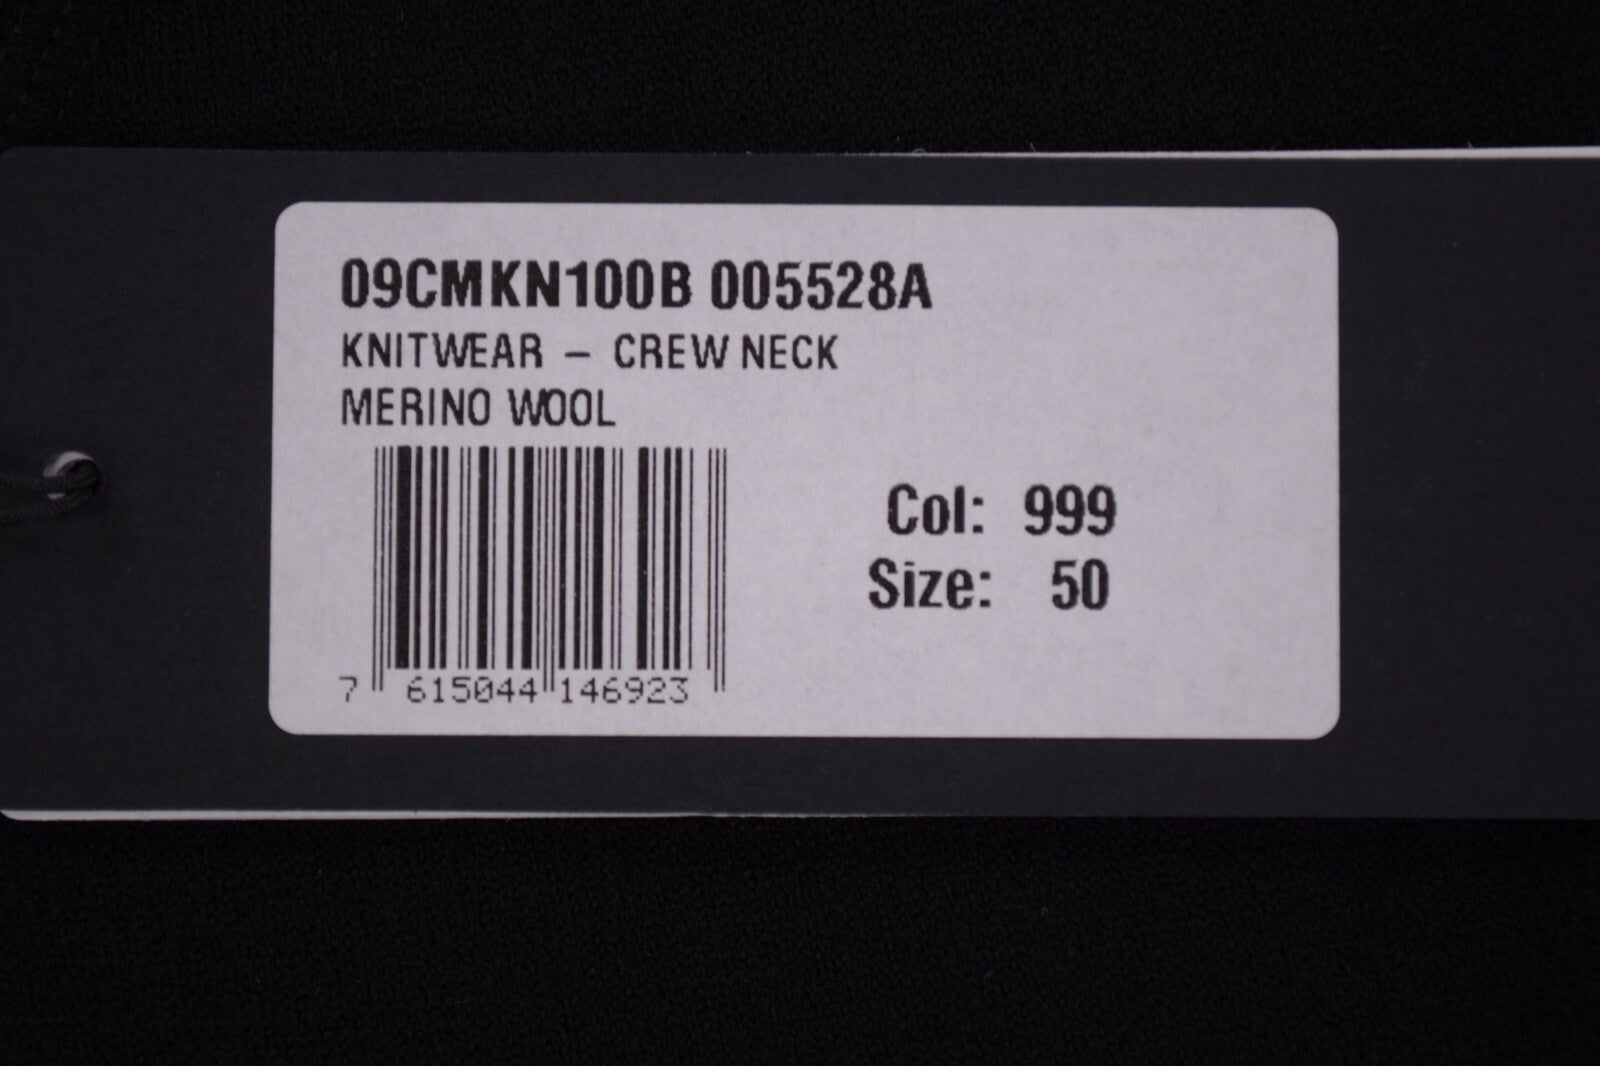 09CMKN100B 005528A
KNITWEAR – CREW NECK
MERINO WOOL
Col: 999
Size: 50
7 615044 146923